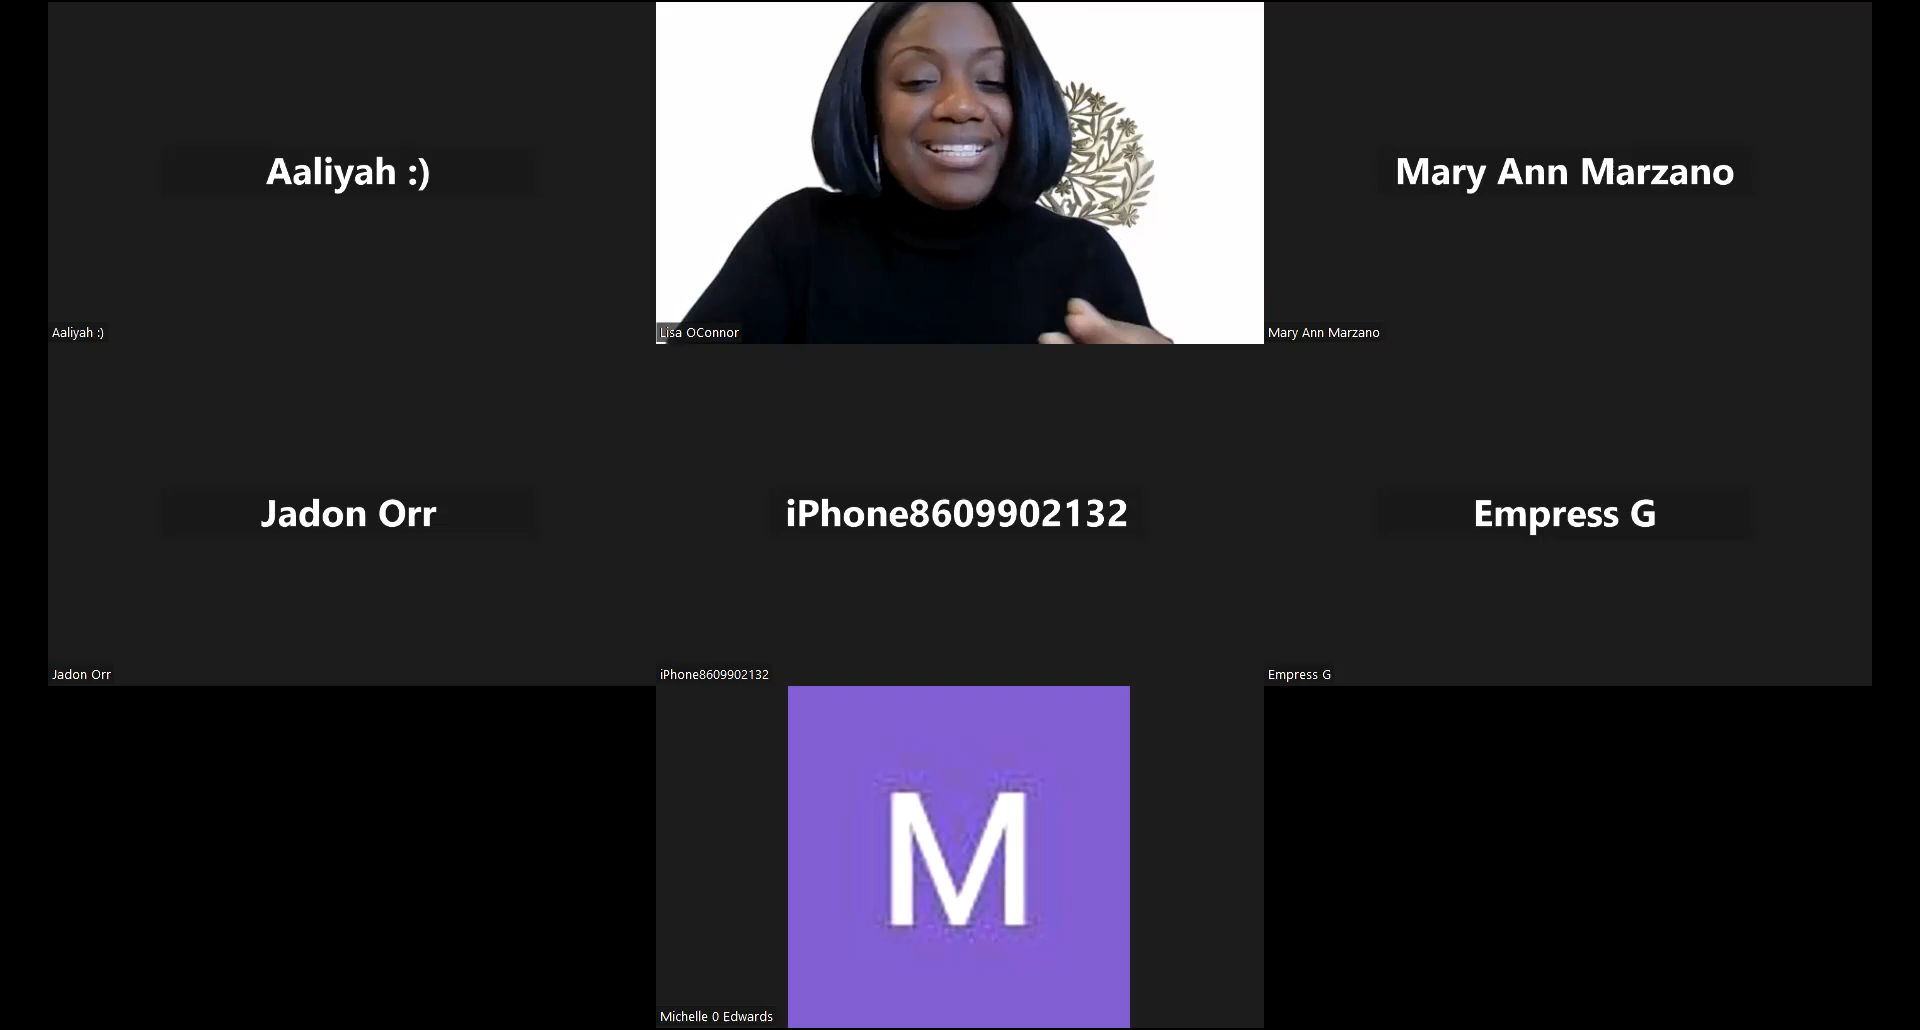 Aaliyah :)
Mary Ann Marzano
Aaliyah :)
Lisa OConnor
Mary Ann Marzano
Jadon Orr
iPhone8609902132
Empress G
Jadon Orr
iPhone8609902132
Empress G
M
Michelle 0 Edwards